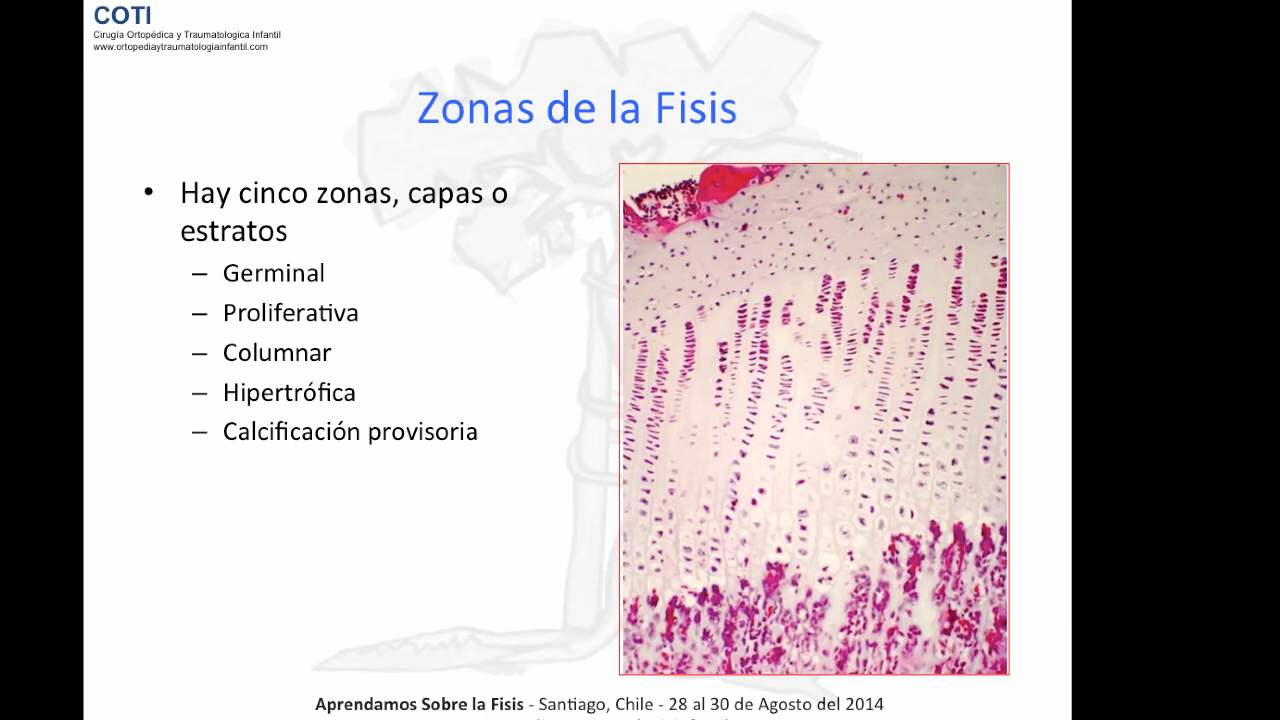 COTI
Cirugía Ortopédica y Traumatologica Infantil
www.ortopediaytraumatologiainfantil.com
Zonas de la Fisis
• Hay cinco zonas, capas o
estratos
– Germinal
– Proliferativa
– Columnar
– Hipertrófica
– Calcificación provisoria
Aprendamos Sobre la Fisis - Santiago, Chile - 28 al 30 de Agosto del 2014